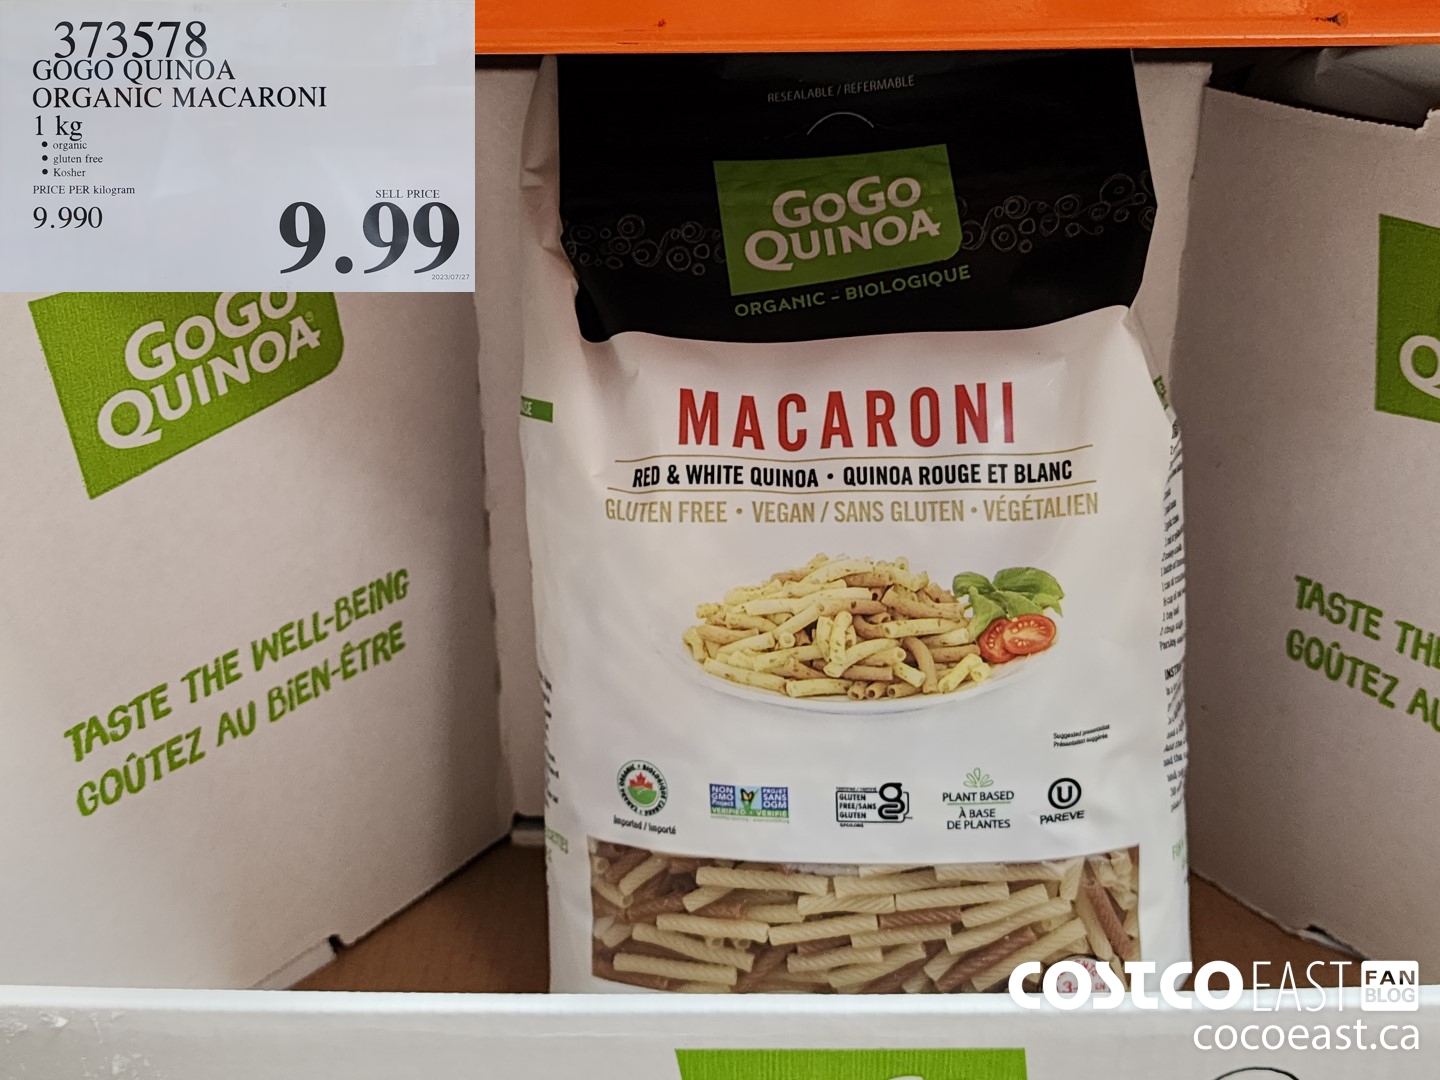 373578
GOGO QUINOA
ORGANIC MACARONI
1 kg
• organic
• gluten free
• Kosher
PRICE PER kilogram
9.990
SELL PRICE
9.99
2023/07/27
GOGO
QUINOA
TASTE THE WELL-BEING
GOÛTEZ AU BIEN-ÊTRE
RESEALABLE / REFERMABLE
GOGO
QUINOA
ORGANIC - BIOLOGIQUE
MACARONI
RED & WHITE QUINOA • QUINOA ROUGE ET BLANC
GLUTEN FREE • VEGAN / SANS GLUTEN • VÉGÉTALIEN
Suggested presentation
Présentation suggérée
Imported / Importé
NON
GMO
Project
VERIFIED
PROJET
SANS
OGM
VÉRIFIÉ
GLUTEN
FREE/SANS
GLUTEN
PLANT BASED
À BASE
DE PLANTES
U
PAREVE
TASTE THE
GOÛTEZ AU
COSTCO EAST FAN
BLOG
cocoeast.ca